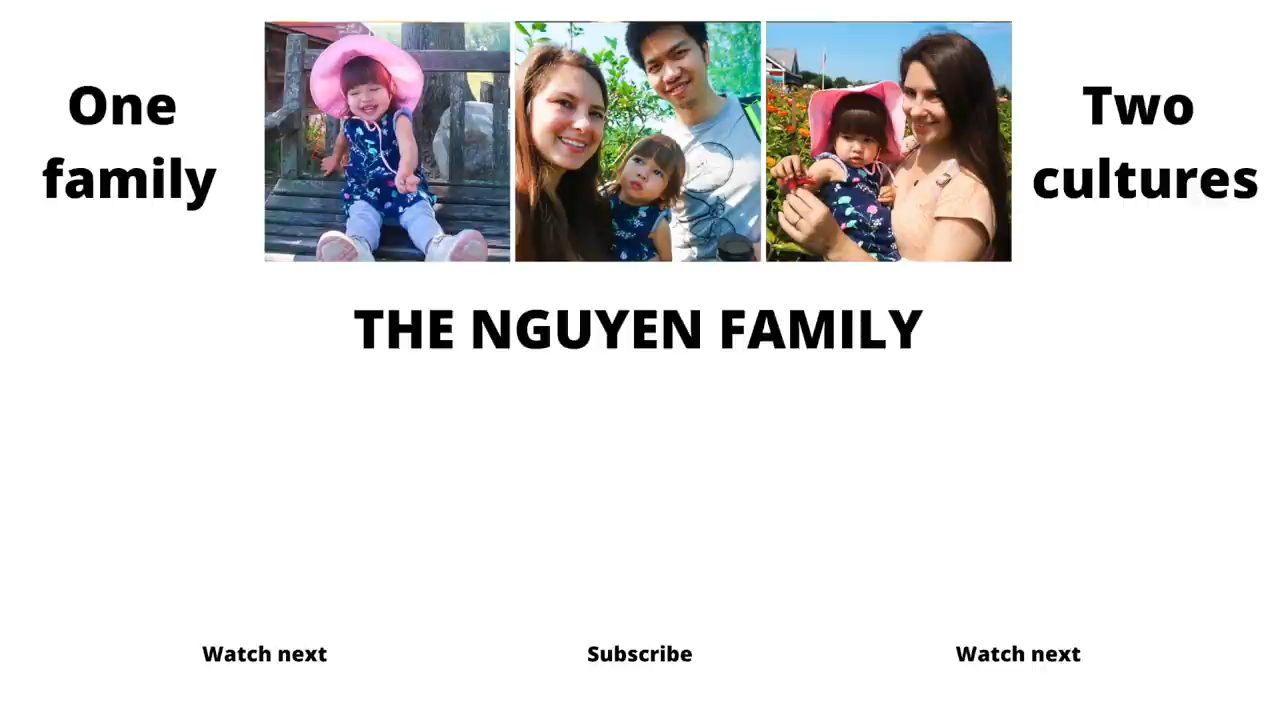 One
family
Two
cultures
THE NGUYEN FAMILY
Watch next
Subscribe
Watch next